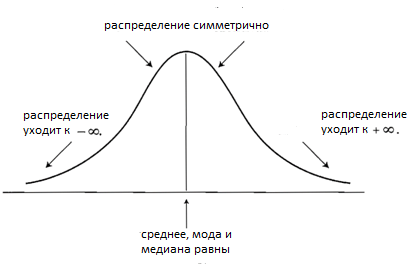 распределение симметрично
распределение
уходит к − ∞.
распределение
уходит к + ∞.
среднее, мода и
медиана равны